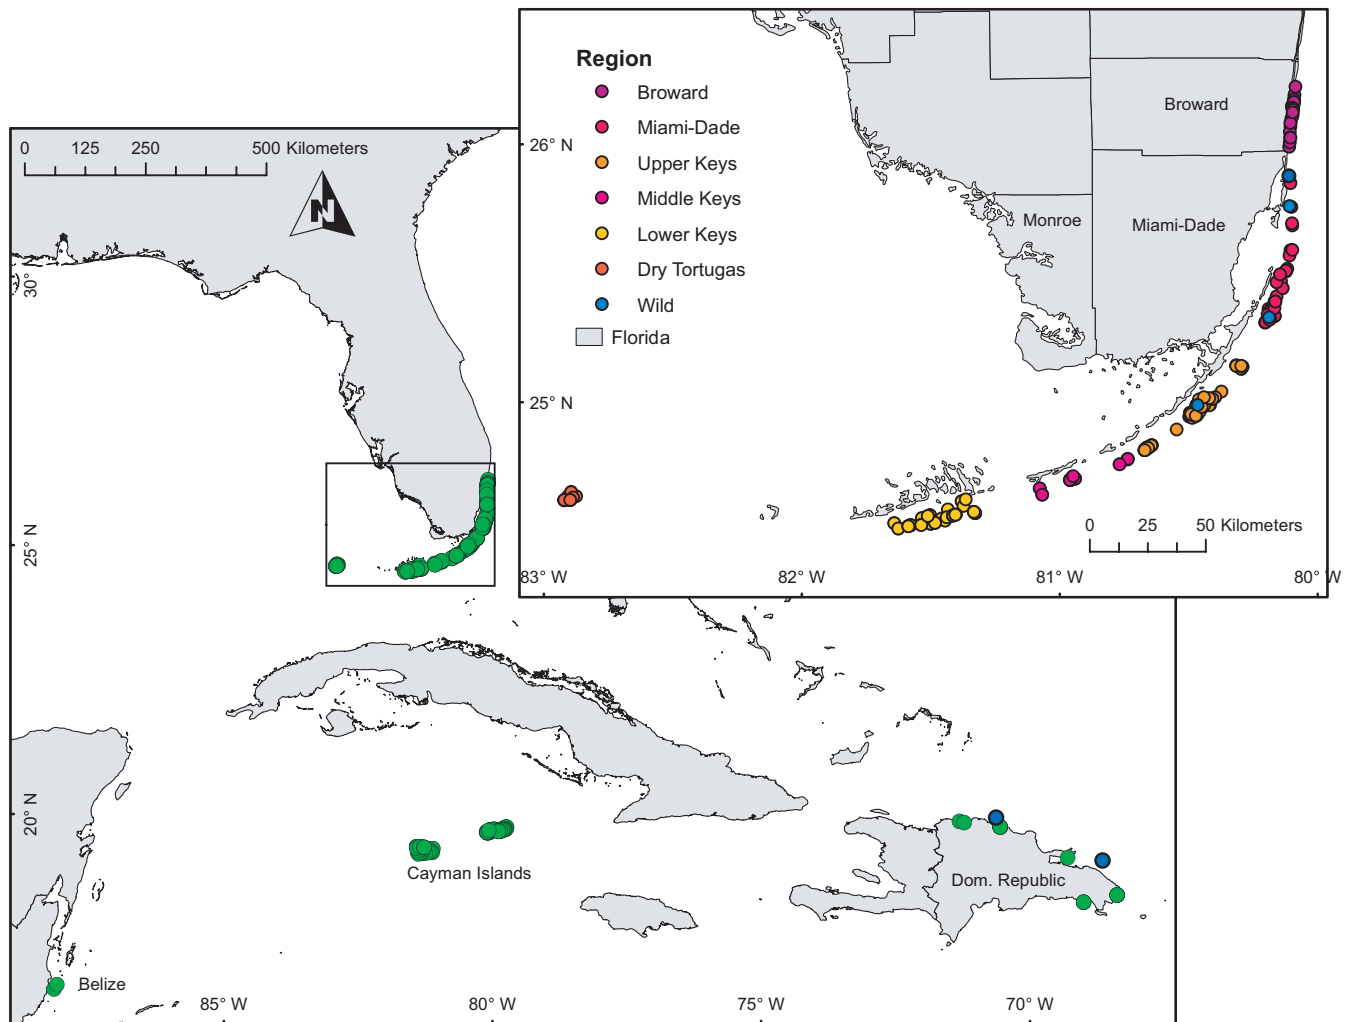 Region
Broward
Miami-Dade
Upper Keys
Middle Keys
Lower Keys
Dry Tortugas
Wild
Florida
Broward
Monroe
Miami-Dade
26° N
25° N
0 25 50 Kilometers
83° W 82° W 81° W 80° W
0 125 250 500 Kilometers
N
30°
25° N
20° N
Cayman Islands
Dom. Republic
Belize
85° W 80° W 75° W 70° W